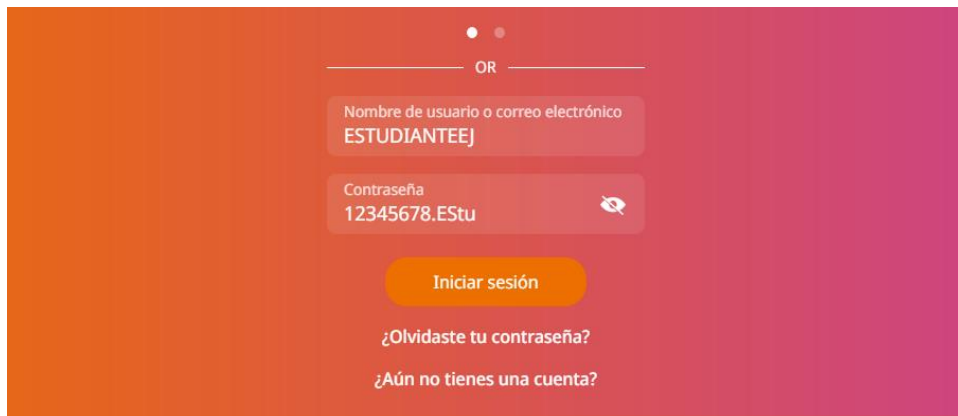 OR
Nombre de usuario o correo electrónico
ESTUDIANTEEJ
Contraseña
12345678.EStu
Iniciar sesión
¿Olvidaste tu contraseña?
¿Aún no tienes una cuenta?